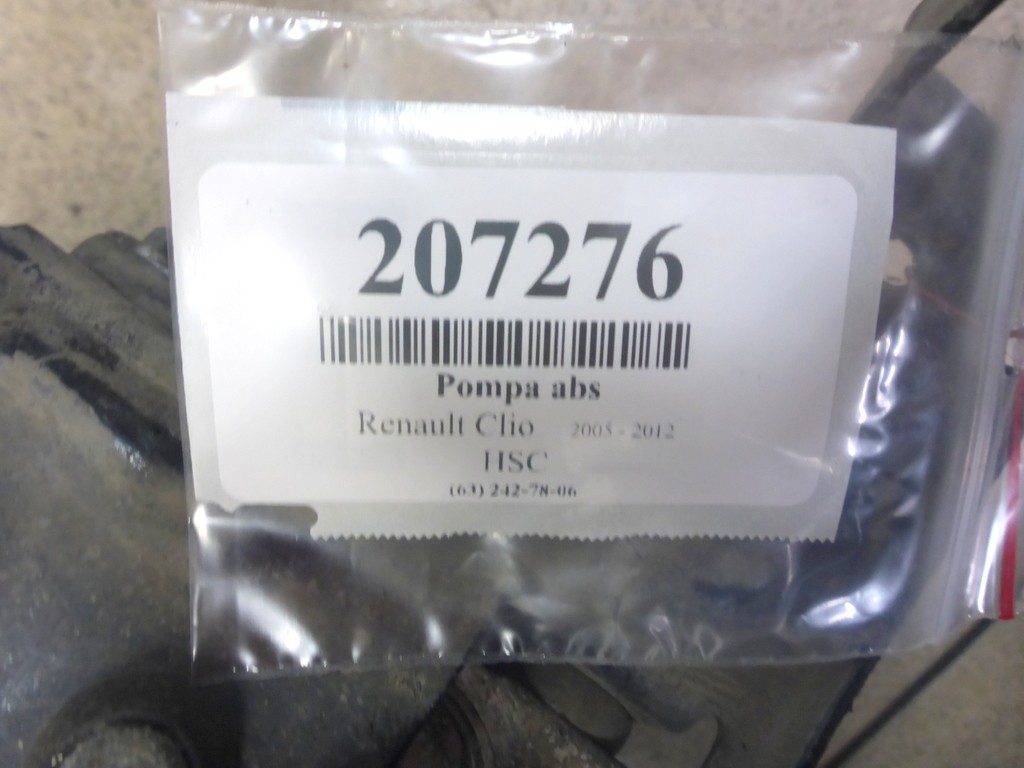 207276
Pompa abs
Renault Clio 2005 - 2012
HSC
(63) 242-78-06